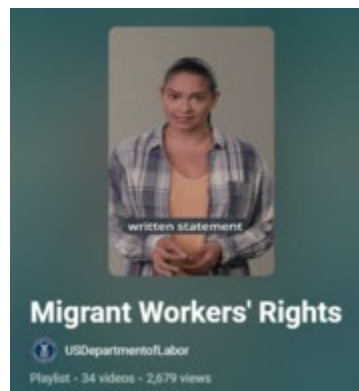 written statement
Migrant Workers' Rights
USDepartmentofLabor
Playlist - 34 videos - 2,679 views